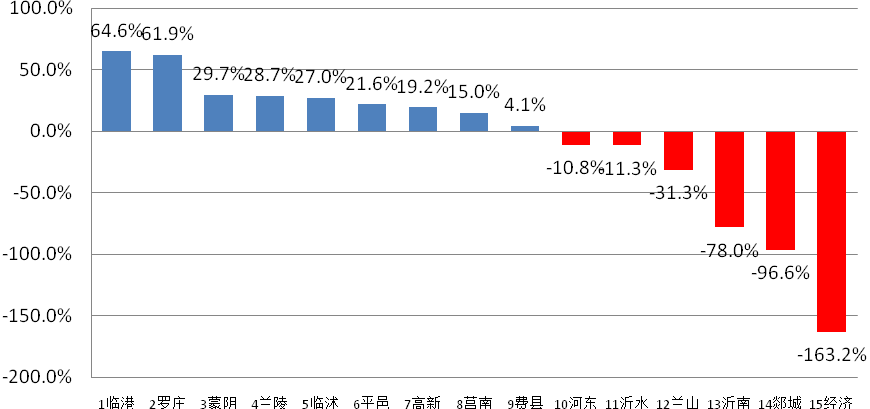 100.0%
50.0%
0.0%
-50.0%
-100.0%
-150.0%
-200.0%
64.6%
61.9%
29.7%
28.7%
27.0%
21.6%
19.2%
15.0%
4.1%
-10.8%
-11.3%
-31.3%
-78.0%
-96.6%
-163.2%
1临港
2罗庄
3蒙阴
4兰陵
5临沭
6平邑
7高新
8莒南
9费县
10河东
11沂水
12兰山
13沂南
14郯城
15经济